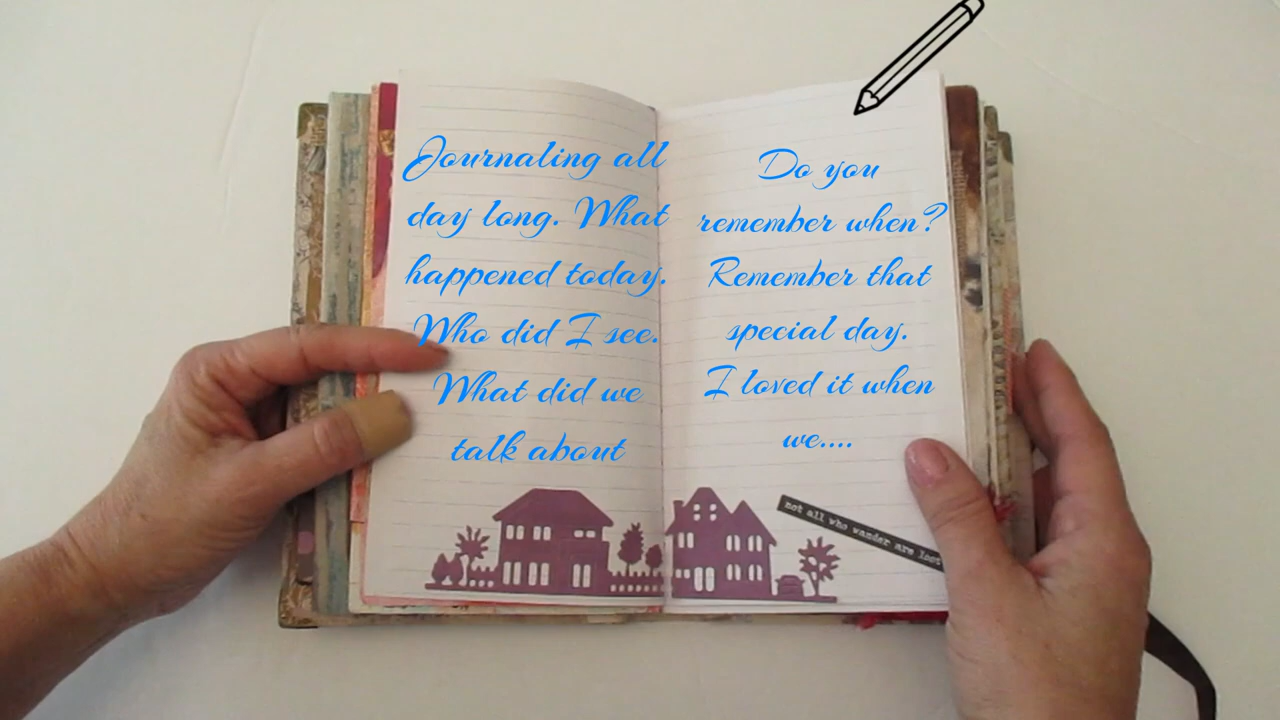 Journaling all
day long. What
happened today.
Who did I see.
What did we
talk about
Do you
remember when?
Remember that
special day.
I loved it when
we....
not all who wander are lost